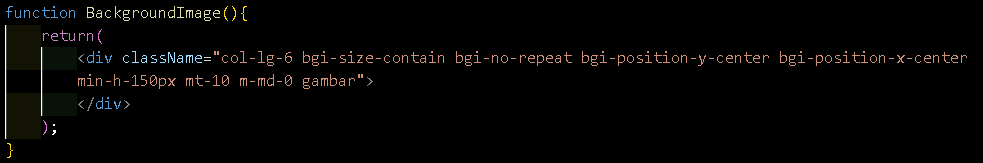 function BackgroundImage(){
return(
<div className="col-lg-6 bgi-size-contain bgi-no-repeat bgi-position-y-center bgi-position-x-center
min-h-150px mt-10 m-md-0 gambar">
</div>
);
}